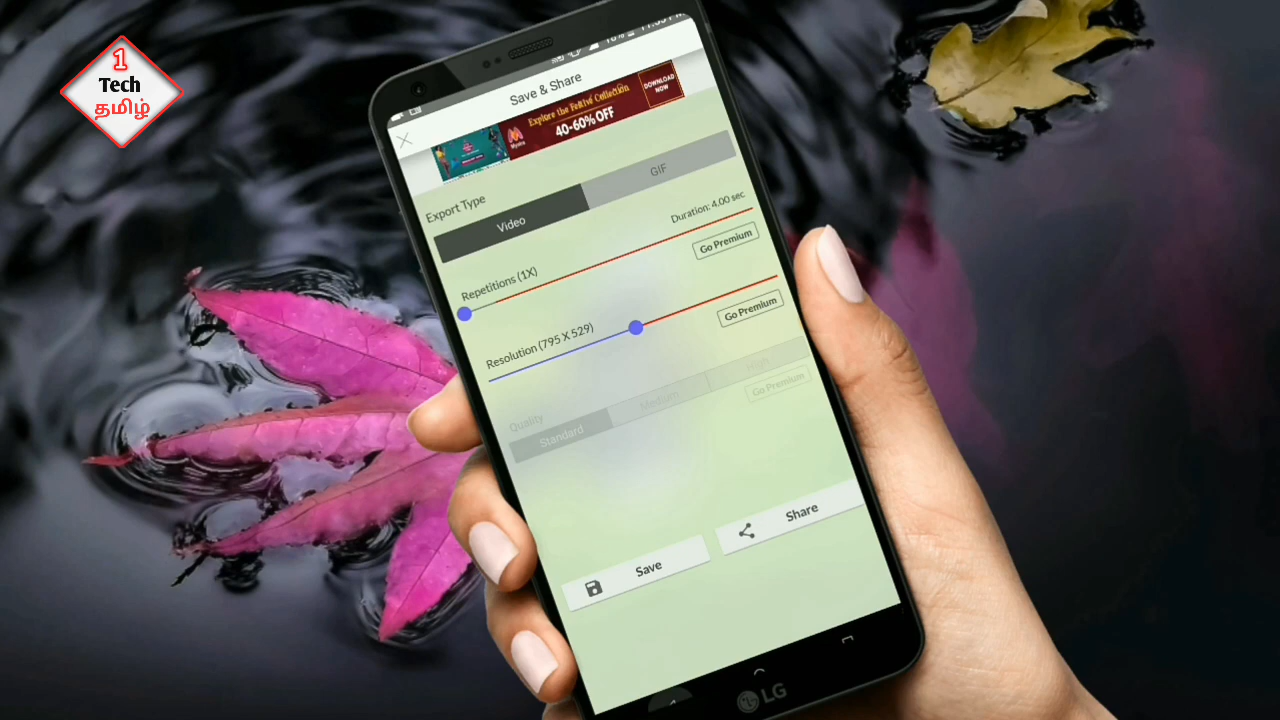 1
Tech
தமிழ்
Save & Share
Explore the Festive Collection
40-60% OFF
DOWNLOAD
NOW
Myntra
Export Type
Video
GIF
Duration: 4.00 sec
Repetitions (1X)
Go Premium
Resolution (795 X 529)
Go Premium
Quality
Standard
Medium
High
Go Premium
Save
Share
LG